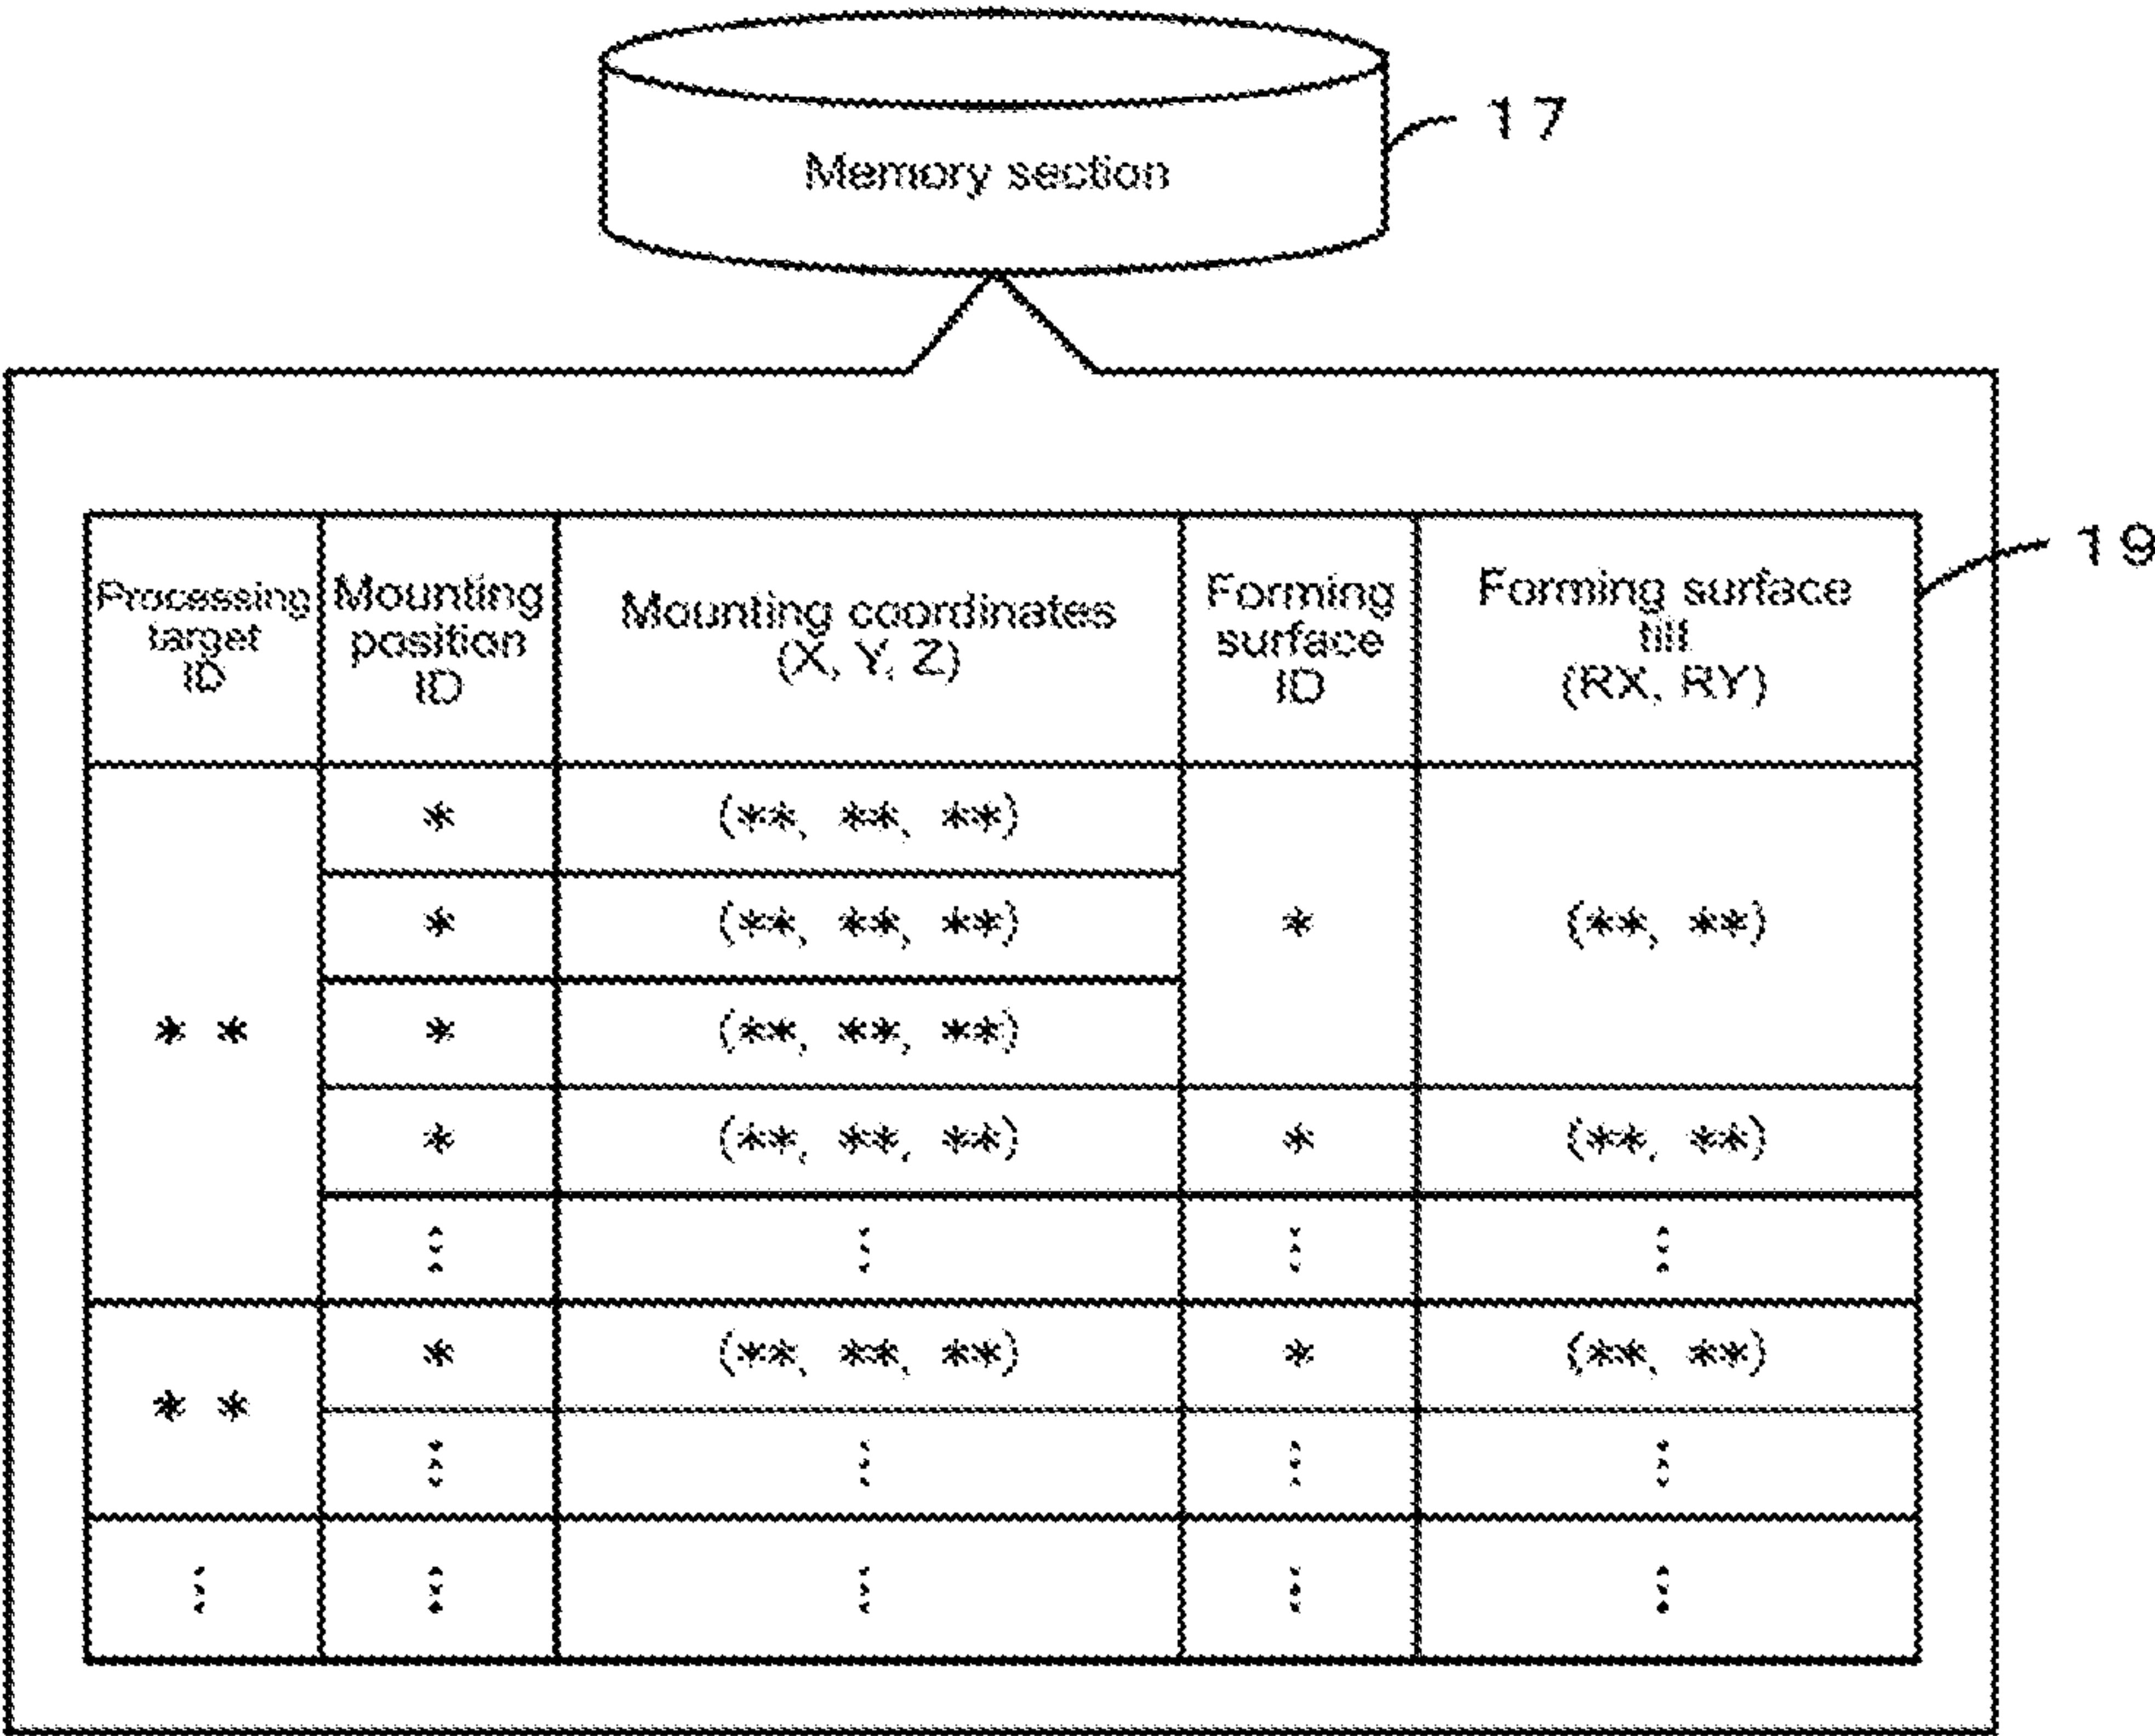 Memory section
17
19
Processing
target
ID
Mounting
position
ID
Mounting coordinates
(X, Y, Z)
Forming
surface
ID
Forming surface
tilt
(RX, RY)
* *
*
(**, **, **)
*
(**, **)
*
(**, **, **)
*
(**, **, **)
*
(**, **, **)
*
(**, **)
⋮
⋮
⋮
⋮
* *
*
(**, **, **)
*
(**, **)
⋮
⋮
⋮
⋮
⋮
⋮
⋮
⋮
⋮